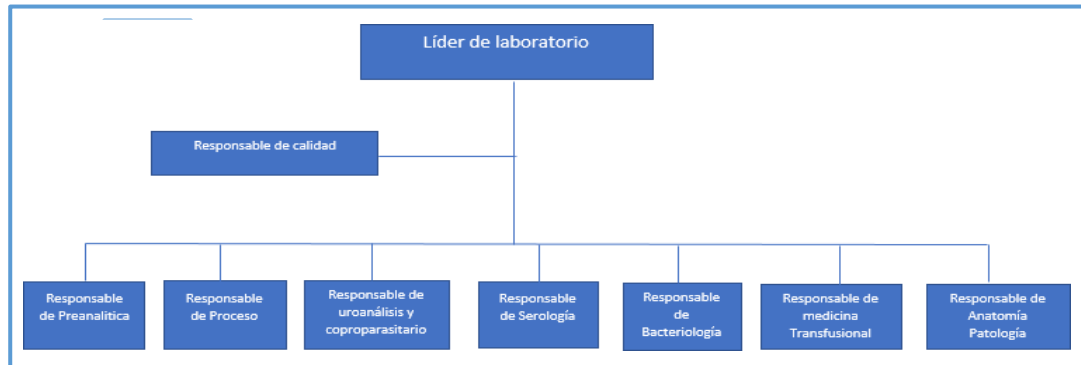 Líder de laboratorio
Responsable de calidad
Responsable
de Preanalitica
Responsable
de Proceso
Responsable de
uroanálisis y
coproparasitario
Responsable
de Serología
Responsable
de
Bacteriología
Responsable de
medicina
Transfusional
Responsable de
Anatomía
Patología